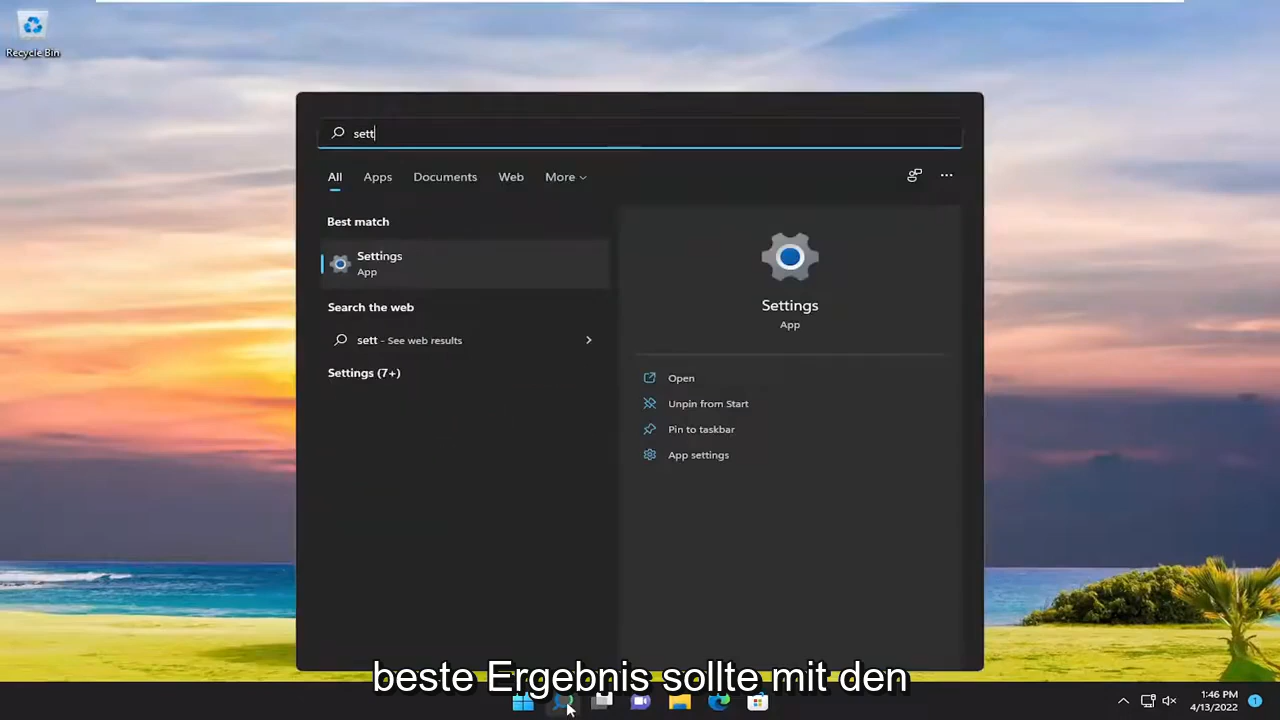 Recycle Bin
sett
All Apps Documents Web More
Best match
Settings
App
Search the web
sett - See web results
Settings (7+)
Settings
App
Open
Unpin from Start
Pin to taskbar
App settings
beste Ergebnis sollte mit den
1:46 PM
4/13/2022
1